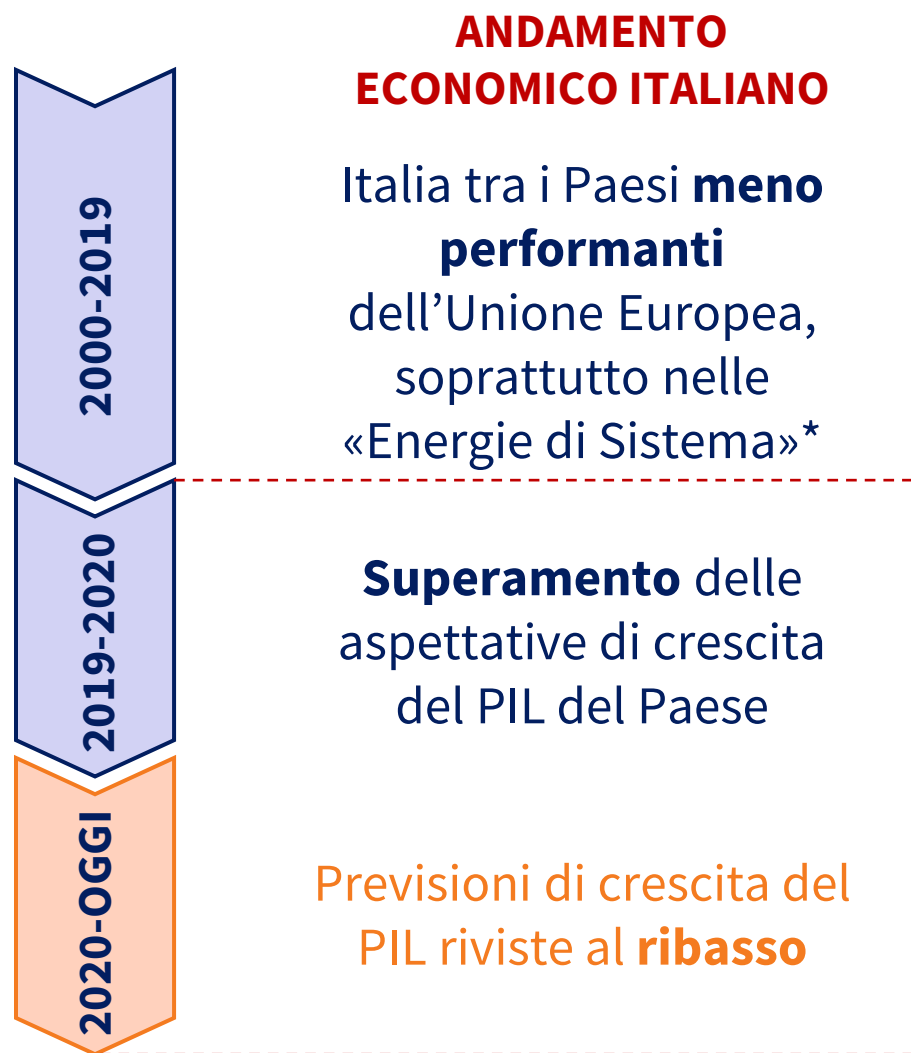 ANDAMENTO
ECONOMICO ITALIANO
2000-2019
Italia tra i Paesi meno
performanti
dell’Unione Europea,
soprattutto nelle
«Energie di Sistema»*
2019-2020
Superamento delle
aspettative di crescita
del PIL del Paese
2020-OGGI
Previsioni di crescita del
PIL riviste al ribasso